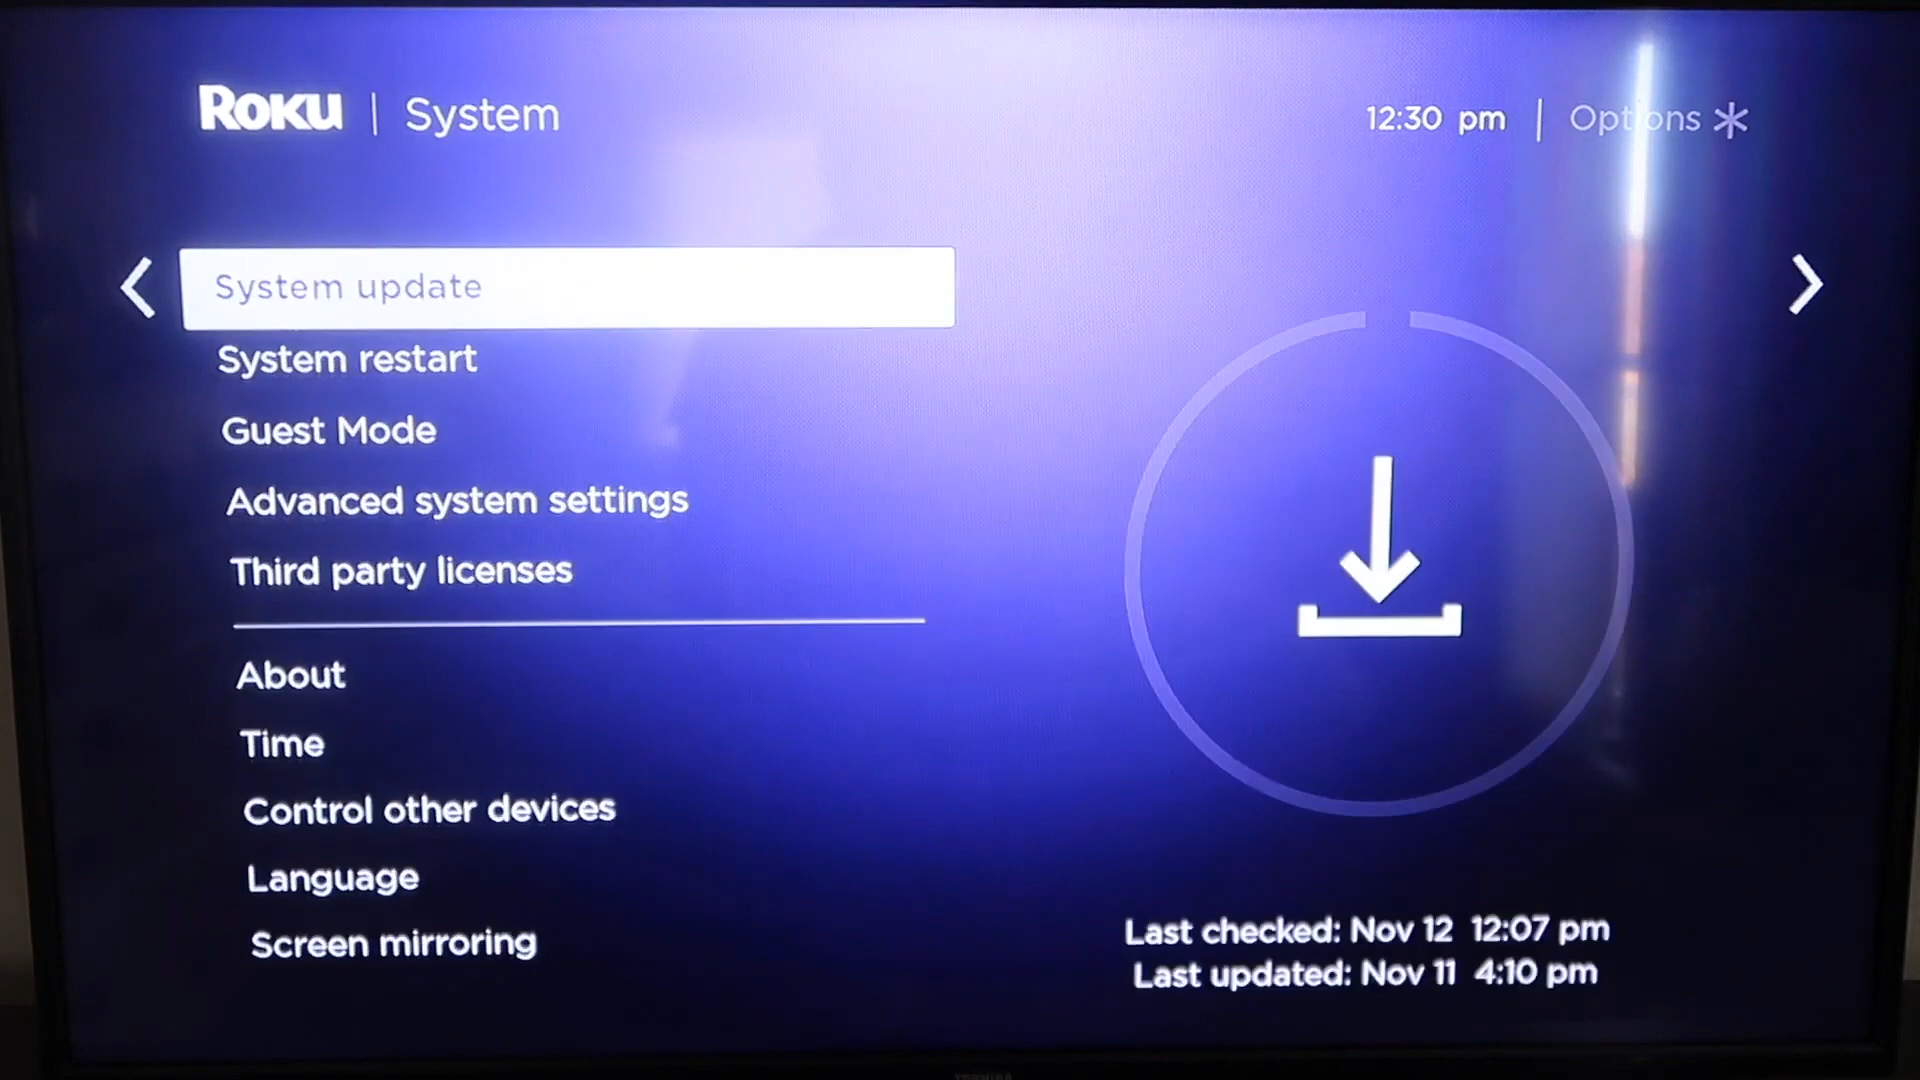 Roku | System
12:30 pm | Options *
System update
System restart
Guest Mode
Advanced system settings
Third party licenses
About
Time
Control other devices
Language
Screen mirroring
Last checked: Nov 12 12:07 pm
Last updated: Nov 11 4:10 pm